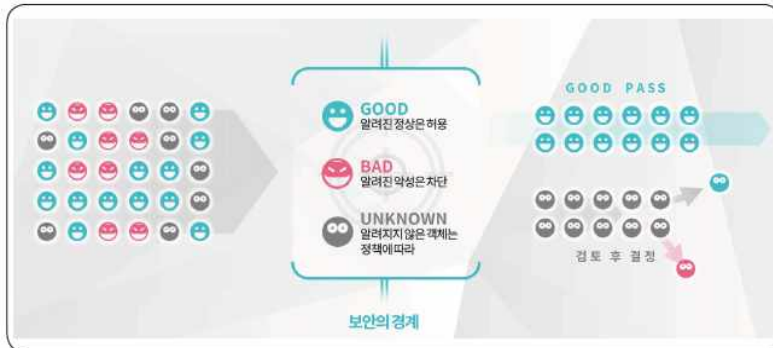 GOOD
알려진 정상은 허용
BAD
알려진 악성은 차단
UNKNOWN
알려지지 않은 객체는
정책에 따라
보안의 경계
GOOD PASS
검토 후 결정